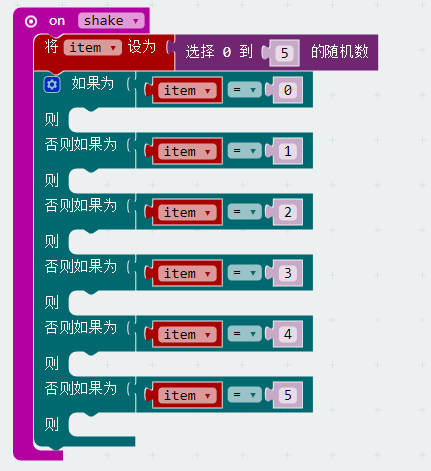 on shake
将 item 设为 选择 0 到 5 的随机数
如果为 item = 0
则
否则如果为 item = 1
则
否则如果为 item = 2
则
否则如果为 item = 3
则
否则如果为 item = 4
则
否则如果为 item = 5
则